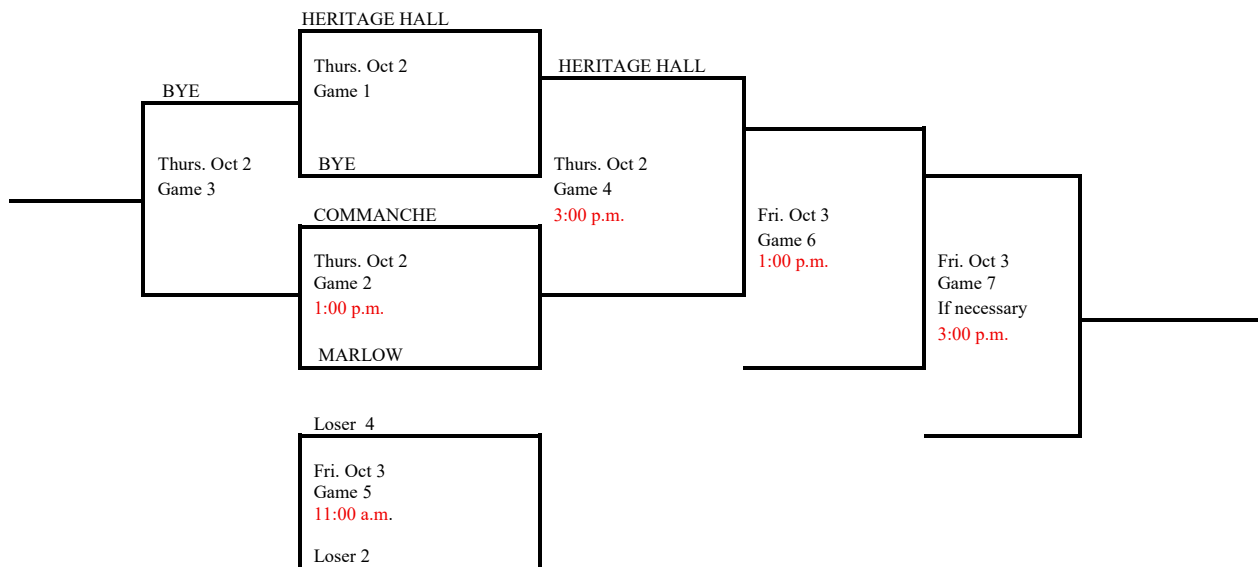 HERITAGE HALL
Thurs. Oct 2
Game 1
BYE
HERITAGE HALL
BYE
Thurs. Oct 2
Game 3
Thurs. Oct 2
Game 4
3:00 p.m.
COMMANCHE
Thurs. Oct 2
Game 2
1:00 p.m.
MARLOW
Fri. Oct 3
Game 6
1:00 p.m.
Fri. Oct 3
Game 7
If necessary
3:00 p.m.
Loser 4
Fri. Oct 3
Game 5
11:00 a.m.
Loser 2